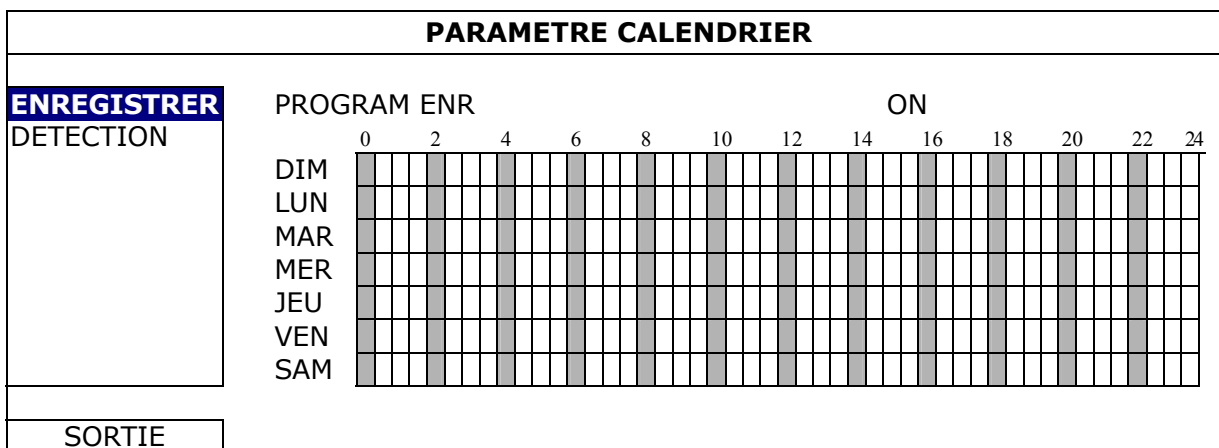 PARAMETRE CALENDRIER
ENREGISTRER PROGRAM ENR ON
DETECTION
0 2 4 6 8 10 12 14 16 18 20 22 24
DIM
LUN
MAR
MER
JEU
VEN
SAM
SORTIE